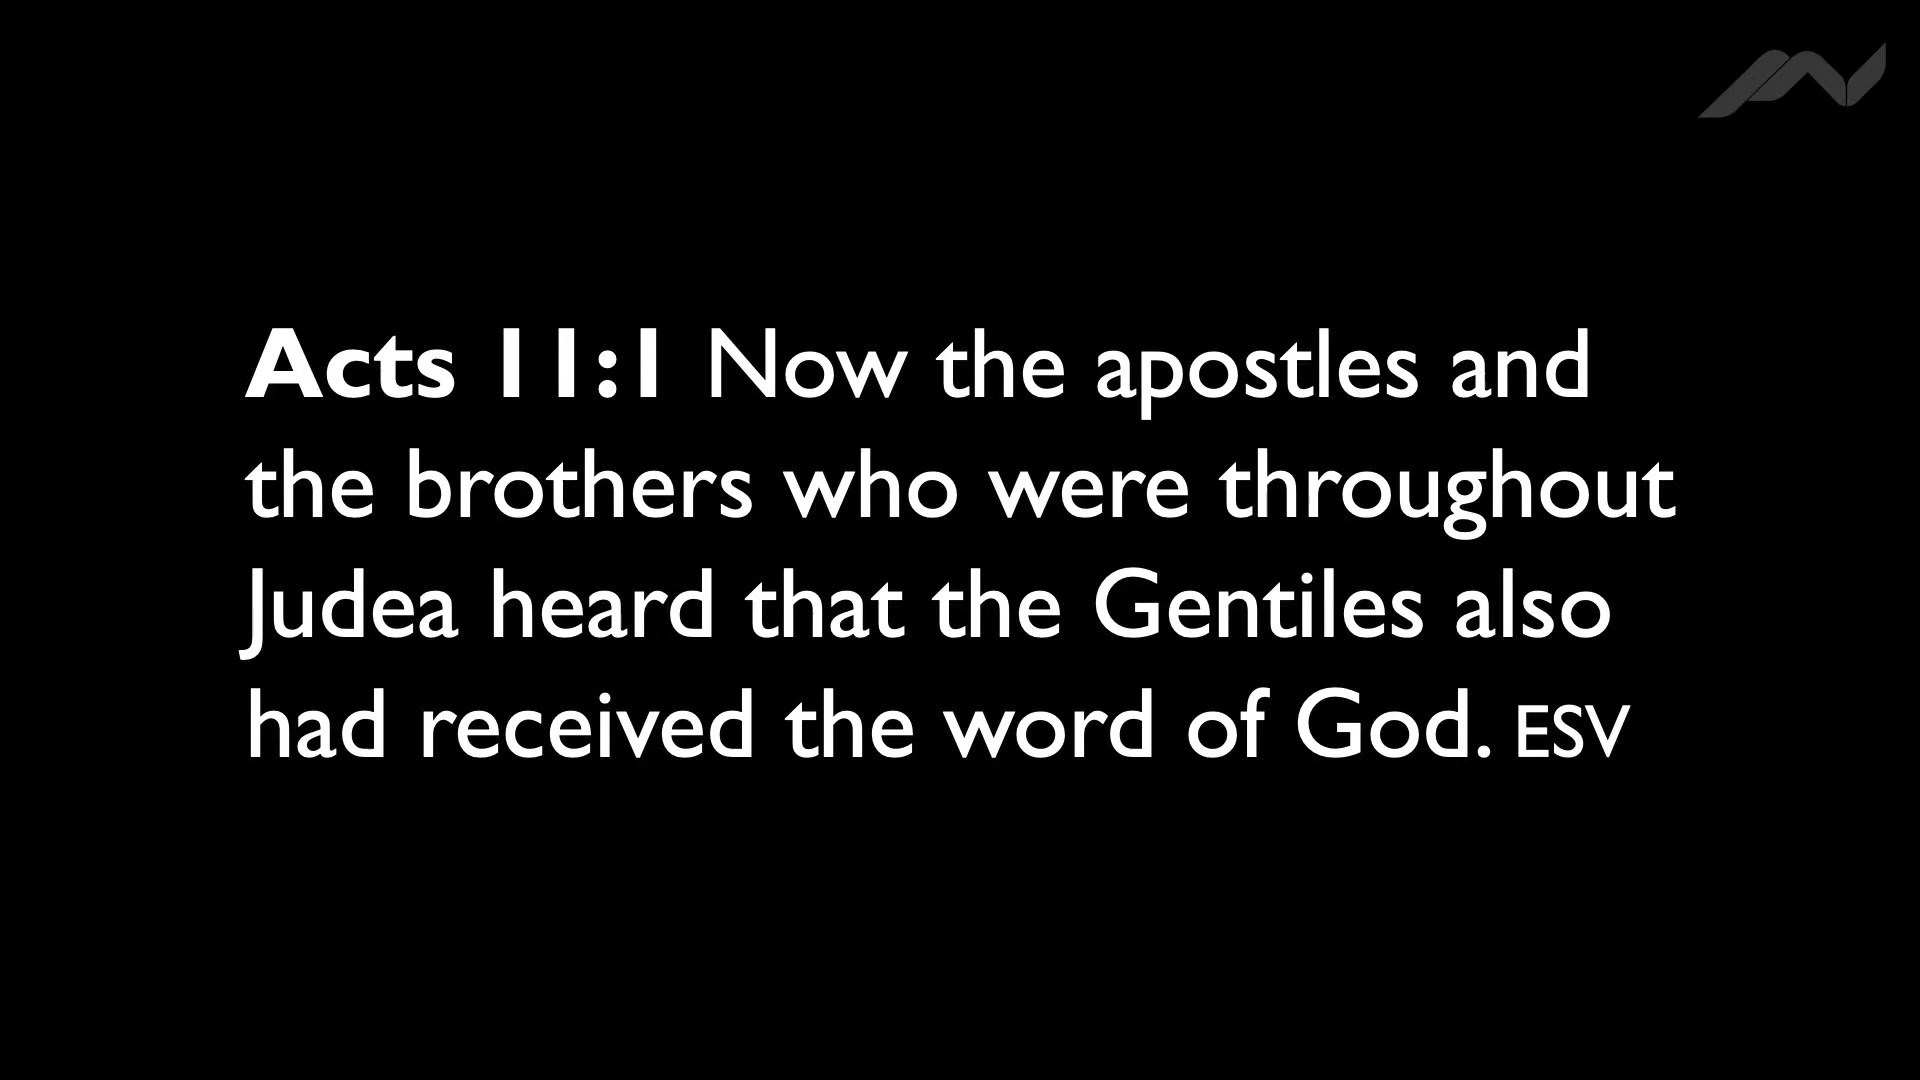 Acts 11:1 Now the apostles and
the brothers who were throughout
Judea heard that the Gentiles also
had received the word of God. ESV